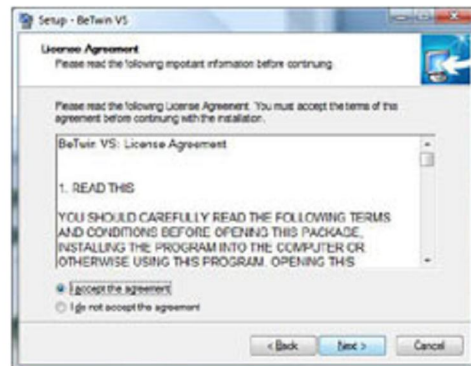 Setup - BeTwin VS
License Agreement
Please read the following important information before continuing.
Please read the following License Agreement. You must accept the terms of this
agreement before continuing with the installation.
BeTwin VS: License Agreement
1. READ THIS
YOU SHOULD CAREFULLY READ THE FOLLOWING TERMS
AND CONDITIONS BEFORE OPENING THIS PACKAGE,
INSTALLING THE PROGRAM INTO THE COMPUTER OR
OTHERWISE USING THIS PROGRAM. OPENING THIS
I accept the agreement
I do not accept the agreement
< Back
Next >
Cancel